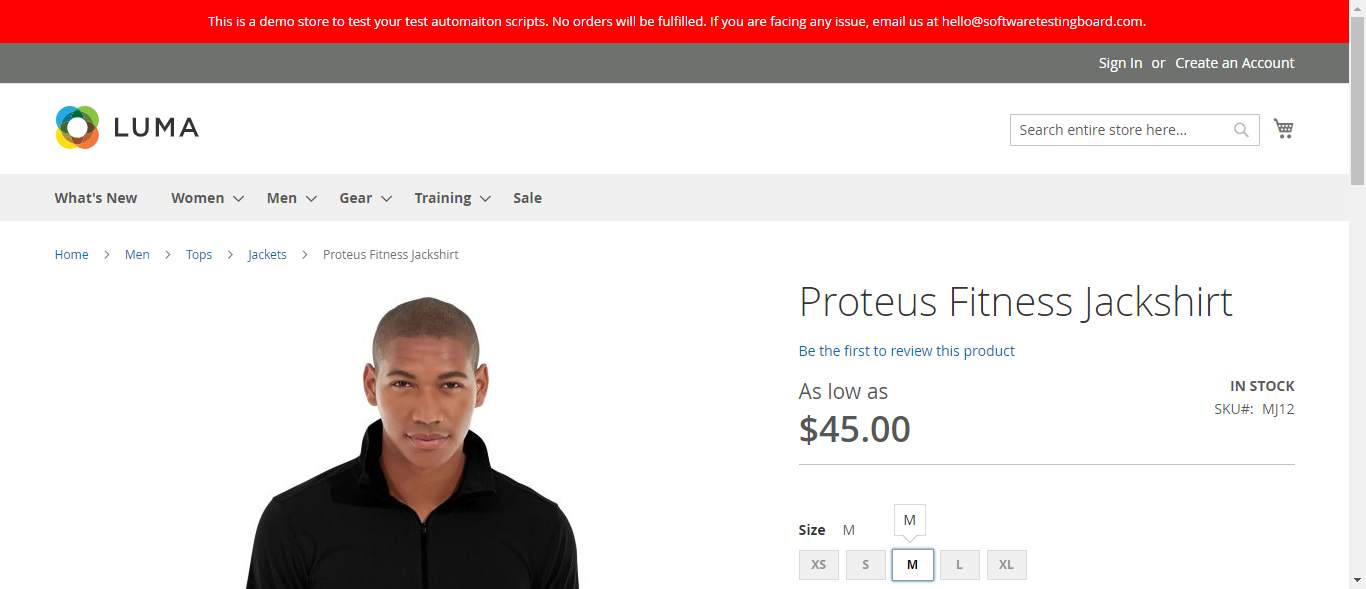 This is a demo store to test your test automaiton scripts. No orders will be fulfilled. If you are facing any issue, email us at hello@softwaretestingboard.com.
Sign In or Create an Account
LUMA
Search entire store here...
What's New Women Men Gear Training Sale
Home > Men > Tops > Jackets > Proteus Fitness Jackshirt
Proteus Fitness Jackshirt
Be the first to review this product
As low as
$45.00
IN STOCK
SKU#: MJ12
M
Size M
XS S M L XL